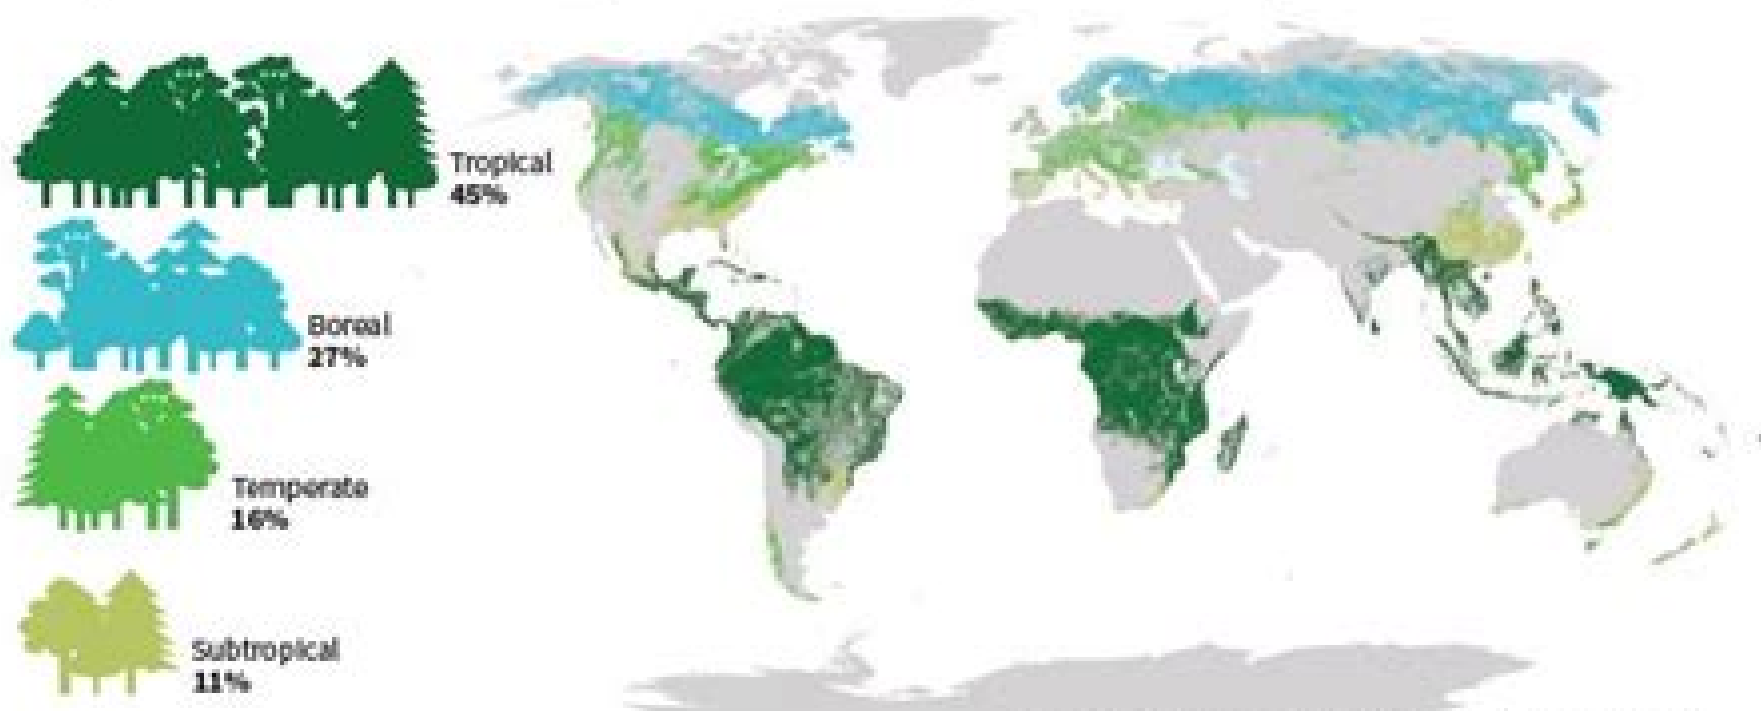 Tropical
45%
Boreal
27%
Temperate
16%
Subtropical
11%